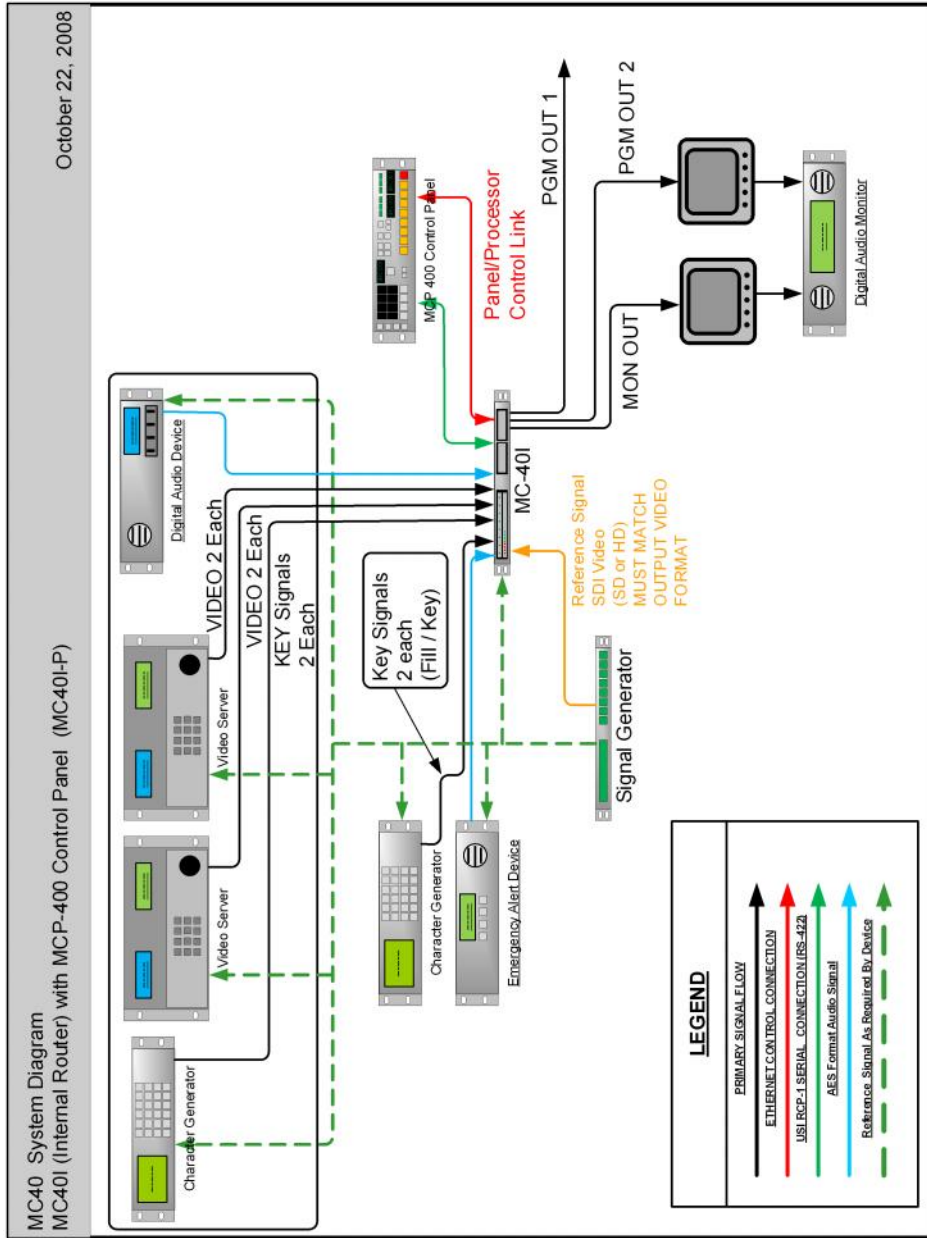 MC40 System Diagram
MC40I (Internal Router) with MCP-400 Control Panel (MC40I-P)
October 22, 2008
Character Generator
Video Server
Video Server
Digital Audio Device
VIDEO 2 Each
VIDEO 2 Each
KEY Signals
2 Each
MCP 400 Control Panel
Character Generator
Emergency Alert Device
Key Signals
2 each
(Fill / Key)
MC-40I
Panel/Processor
Control Link
Signal Generator
Reference Signal
SDI Video
(SD or HD)
MUST MATCH
OUTPUT VIDEO
FORMAT
PGM OUT 1
PGM OUT 2
MON OUT
Digital Audio Monitor
LEGEND
PRIMARY SIGNAL FLOW
ETHERNET CONTROL CONNECTION
USI RCP-1 SERIAL CONNECTION (RS-422)
AES Format Audio Signal
Reference Signal As Required By Device